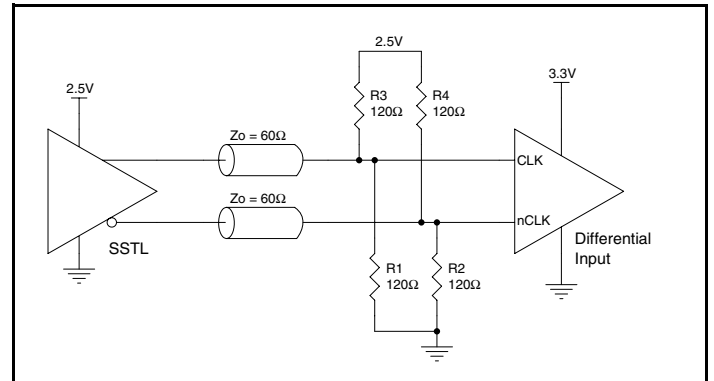 2.5V
3.3V
2.5V
R3
120Ω
R4
120Ω
Zo = 60Ω
CLK
Zo = 60Ω
nCLK
SSTL
Differential
Input
R1
120Ω
R2
120Ω